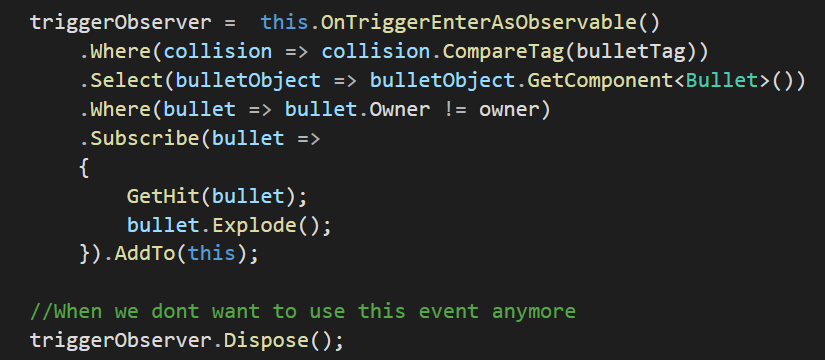 triggerObserver =  this.OnTriggerEnterAsObservable()
    .Where(collision => collision.CompareTag(bulletTag))
    .Select(bulletObject => bulletObject.GetComponent<Bullet>())
    .Where(bullet => bullet.Owner != owner)
    .Subscribe(bullet =>
    {
        GetHit(bullet);
        bullet.Explode();
    }).AddTo(this);

//When we dont want to use this event anymore
triggerObserver.Dispose();